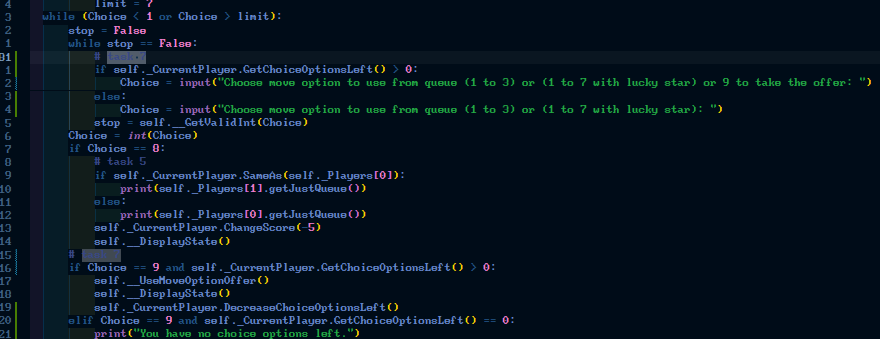 4 limit = 7
3 while (Choice < 1 or Choice > limit):
2 stop = False
1 while stop == False:
01 #
1 if self._CurrentPlayer.GetChoiceOptionsLeft() > 0:
2 Choice = input("Choose move option to use from queue (1 to 3) or (1 to 7 with lucky star) or 9 to take the offer: ")
3 else:
4 Choice = input("Choose move option to use from queue (1 to 3) or (1 to 7 with lucky star): ")
5 stop = self.__GetValidInt(Choice)
6 Choice = int(Choice)
7 if Choice == 8:
8 # task 5
9 if self._CurrentPlayer.SameAs(self._Players[0]):
10 print(self._Players[1].getJustQueue())
11 else:
12 print(self._Players[0].getJustQueue())
13 self._CurrentPlayer.ChangeScore(-5)
14 self.__DisplayState()
15 #
16 if Choice == 9 and self._CurrentPlayer.GetChoiceOptionsLeft() > 0:
17 self.__UseMoveOptionOffer()
18 self.__DisplayState()
19 self._CurrentPlayer.DecreaseChoiceOptionsLeft()
20 elif Choice == 9 and self._CurrentPlayer.GetChoiceOptionsLeft() == 0:
21 print("You have no choice options left.")